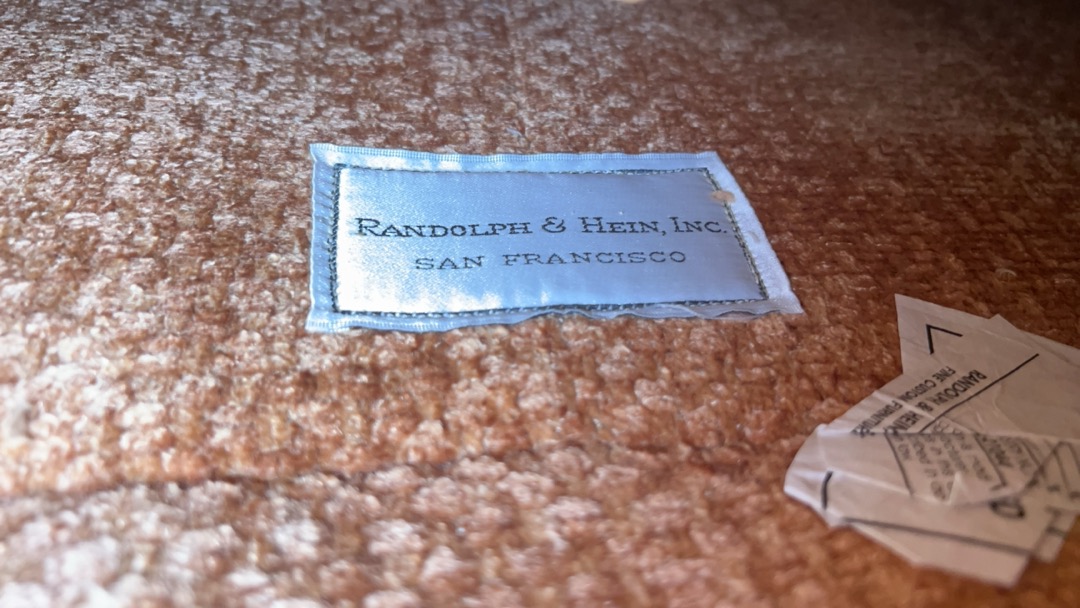 RANDOLPH & HEIN, INC.
SAN FRANCISCO
RANDOLPH & HEIN
FINE CUSTOM FURNITURE